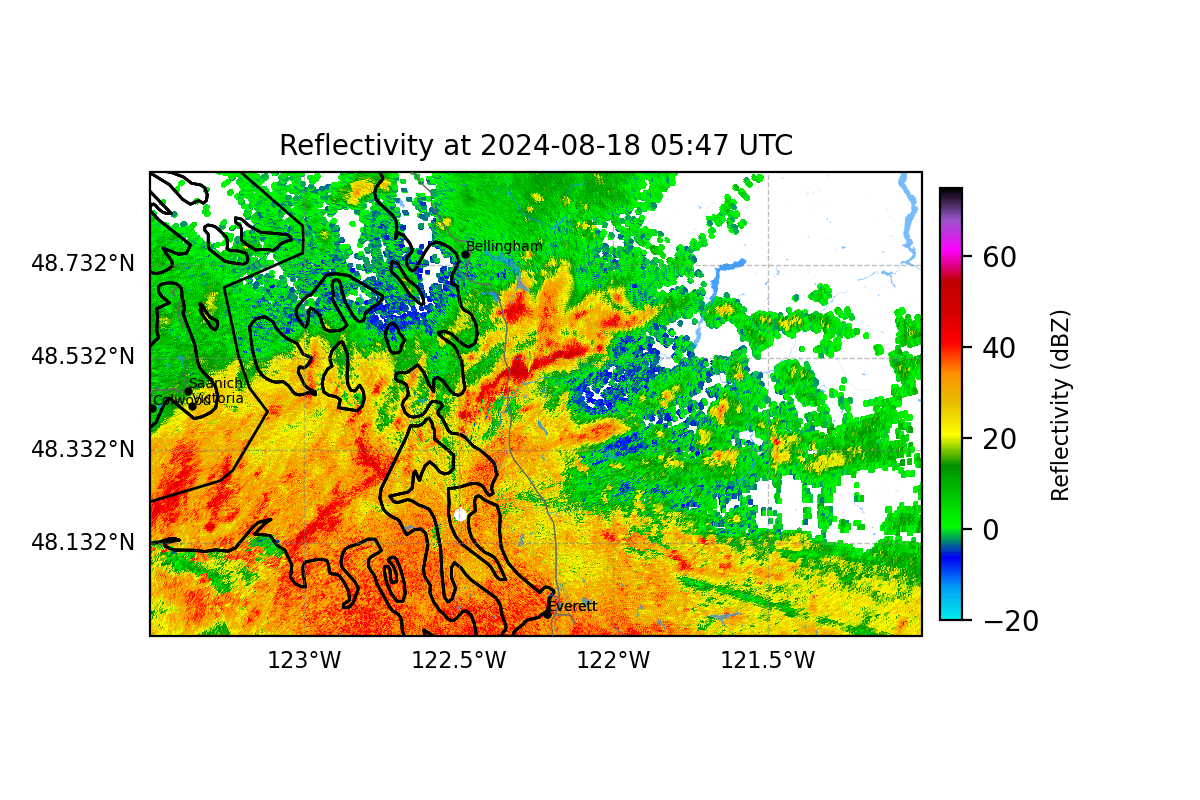 Reflectivity at 2024-08-18 05:47 UTC
Bellingham
Saanich
Victoria
Colwood
Everett
48.732°N
48.532°N
48.332°N
48.132°N
123°W
122.5°W
122°W
121.5°W
60
40
20
0
−20
Reflectivity (dBZ)